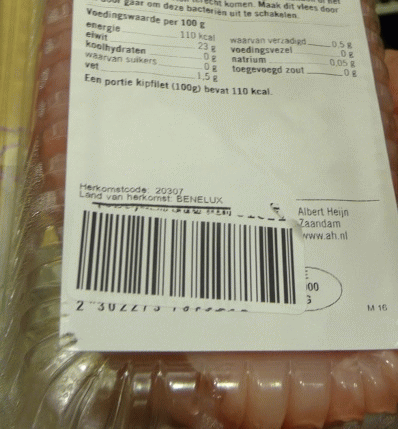 gaar om deze bacteriën uit te schakelen.
komen. Maak dit vlees door
Voedingswaarde per 100 g
energie 110 kcal
eiwit 23 g
koolhydraten 0 g
waarvan suikers 0 g
vet 1,5 g
waarvan verzadigd 0,5 g
voedingsvezel 0 g
natrium 0,05 g
toegevoegd zout 0 g
Een portie kipfilet (100g) bevat 110 kcal.
Herkomstcode: 20307
Land van herkomst: BENELUX
Albert Heijn
Zaandam
www.ah.nl
M 16